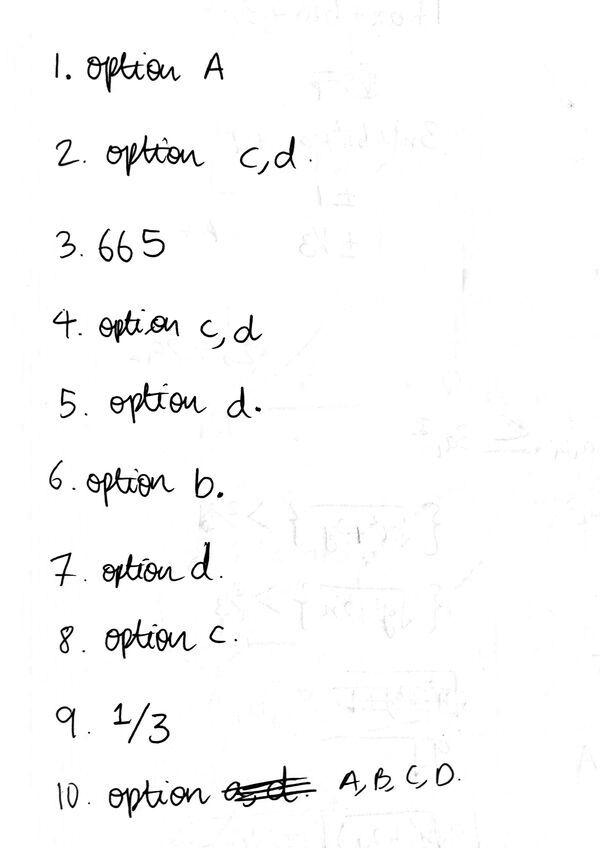 1. option A
2. option c,d.
3. 665
4. option c,d
5. option d.
6. option b.
7. option d.
8. option c.
9. 1/3
10. option A,B,C,D.